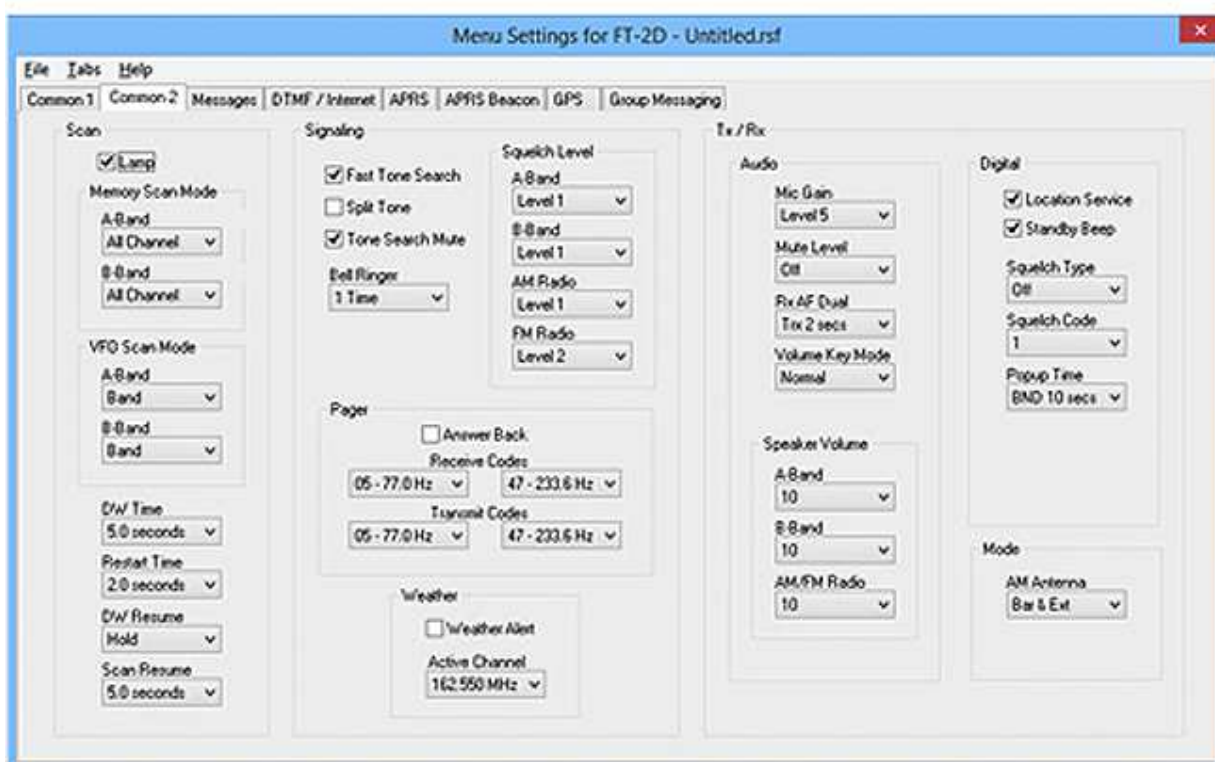 Menu Settings for FT-2D - Untitled.rsf
File Tabs Help
Common 1 Common 2 Messages DTMF / Internet APRS APRS Beacon GPS Group Messaging
Scan
Lamp
Memory Scan Mode
A-Band
All Channel
B-Band
All Channel
VFO Scan Mode
A-Band
Band
B-Band
Band
DW Time
5.0 seconds
Restart Time
2.0 seconds
DW Resume
Hold
Scan Resume
5.0 seconds
Signaling
Fast Tone Search
Split Tone
Tone Search Mute
Bell Ringer
1 Time
Squelch Level
A-Band
Level 1
B-Band
Level 1
AM Radio
Level 1
FM Radio
Level 2
Pager
Answer Back
Receive Codes
05 - 77.0 Hz 47 - 233.6 Hz
Transmit Codes
05 - 77.0 Hz 47 - 233.6 Hz
Weather
Weather Alert
Active Channel
162.550 MHz
Tx / Rx
Audio
Mic Gain
Level 5
Mute Level
Off
Rx AF Dual
Trx 2 secs
Volume Key Mode
Normal
Speaker Volume
A-Band
10
B-Band
10
AM/FM Radio
10
Digital
Location Service
Standby Beep
Squelch Type
Off
Squelch Code
1
Popup Time
BND 10 secs
Mode
AM Antenna
Bar & Ext